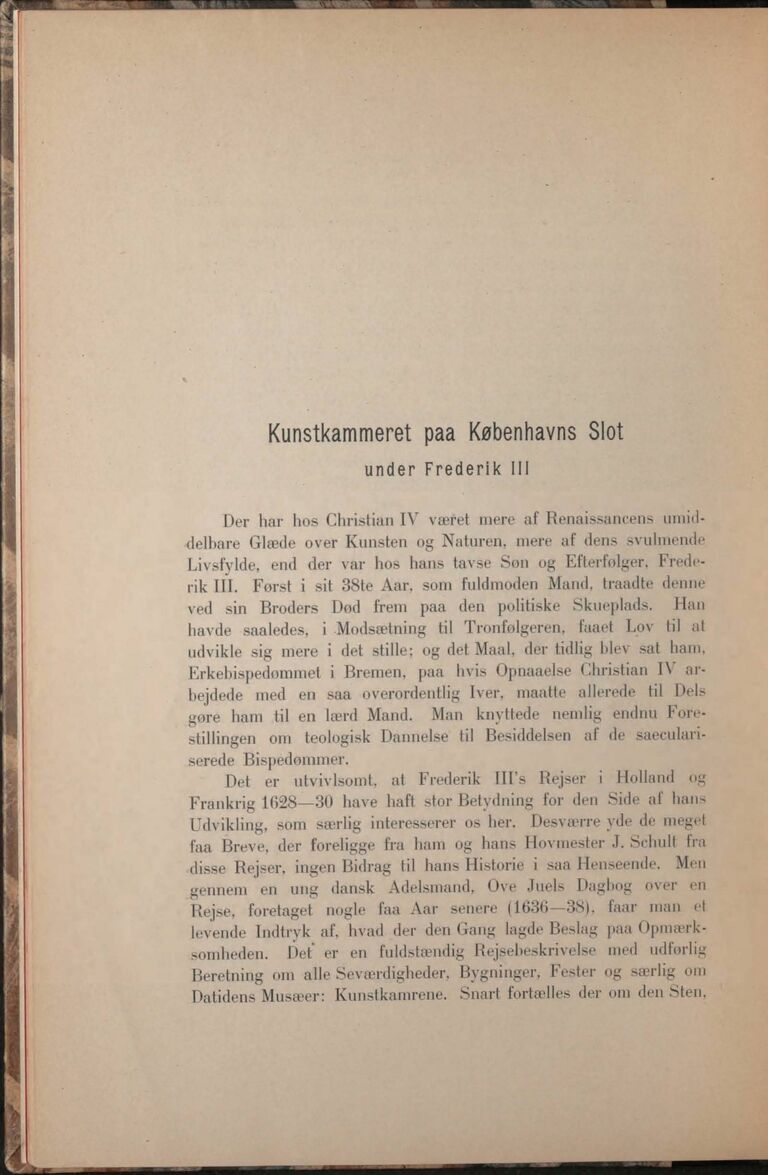 Kunstkammeret paa Københavns Slot
under Frederik III
Der har hos Christian IV været mere af Renaissancens umid-
delbare Glæde over Kunsten og Naturen, mere af dens svulmende
Livsfylde, end der var hos hans tavse Søn og Efterfølger, Frede-
rik III. Først i sit 38te Aar, som fuldmoden Mand, traadte denne
ved sin Broders Død frem paa den politiske Skueplads. Han
havde saaledes, i Modsætning til Tronfølgeren, faaet Lov til at
udvikle sig mere i det stille; og det Maal, der tidlig blev sat ham,
Erkebispedømmet i Bremen, paa hvis Opnaaelse Christian IV ar-
bejdede med en saa overordentlig Iver, maatte allerede til Dels
gøre ham til en lærd Mand. Man knyttede nemlig endnu Fore-
stillingen om teologisk Dannelse til Besiddelsen af de saeculari-
serede Bispedømmer.
Det er utvivlsomt, at Frederik III's Rejser i Holland og
Frankrig 1628—30 have haft stor Betydning for den Side af hans
Udvikling, som særlig interesserer os her. Desværre yde de meget
faa Breve, der foreligge fra ham og hans Hovmester J. Schult fra
disse Rejser, ingen Bidrag til hans Historie i saa Henseende. Men
gennem en ung dansk Adelsmand, Ove Juels Dagbog over en
Rejse, foretaget nogle faa Aar senere (1636—38), faar man et
levende Indtryk af, hvad der den Gang lagde Beslag paa Opmærk-
somheden. Det er en fuldstændig Rejsebeskrivelse med udførlig
Beretning om alle Seværdigheder, Bygninger, Fester og særlig om
Datidens Musæer: Kunstkamrene. Snart fortælles der om den Sten,